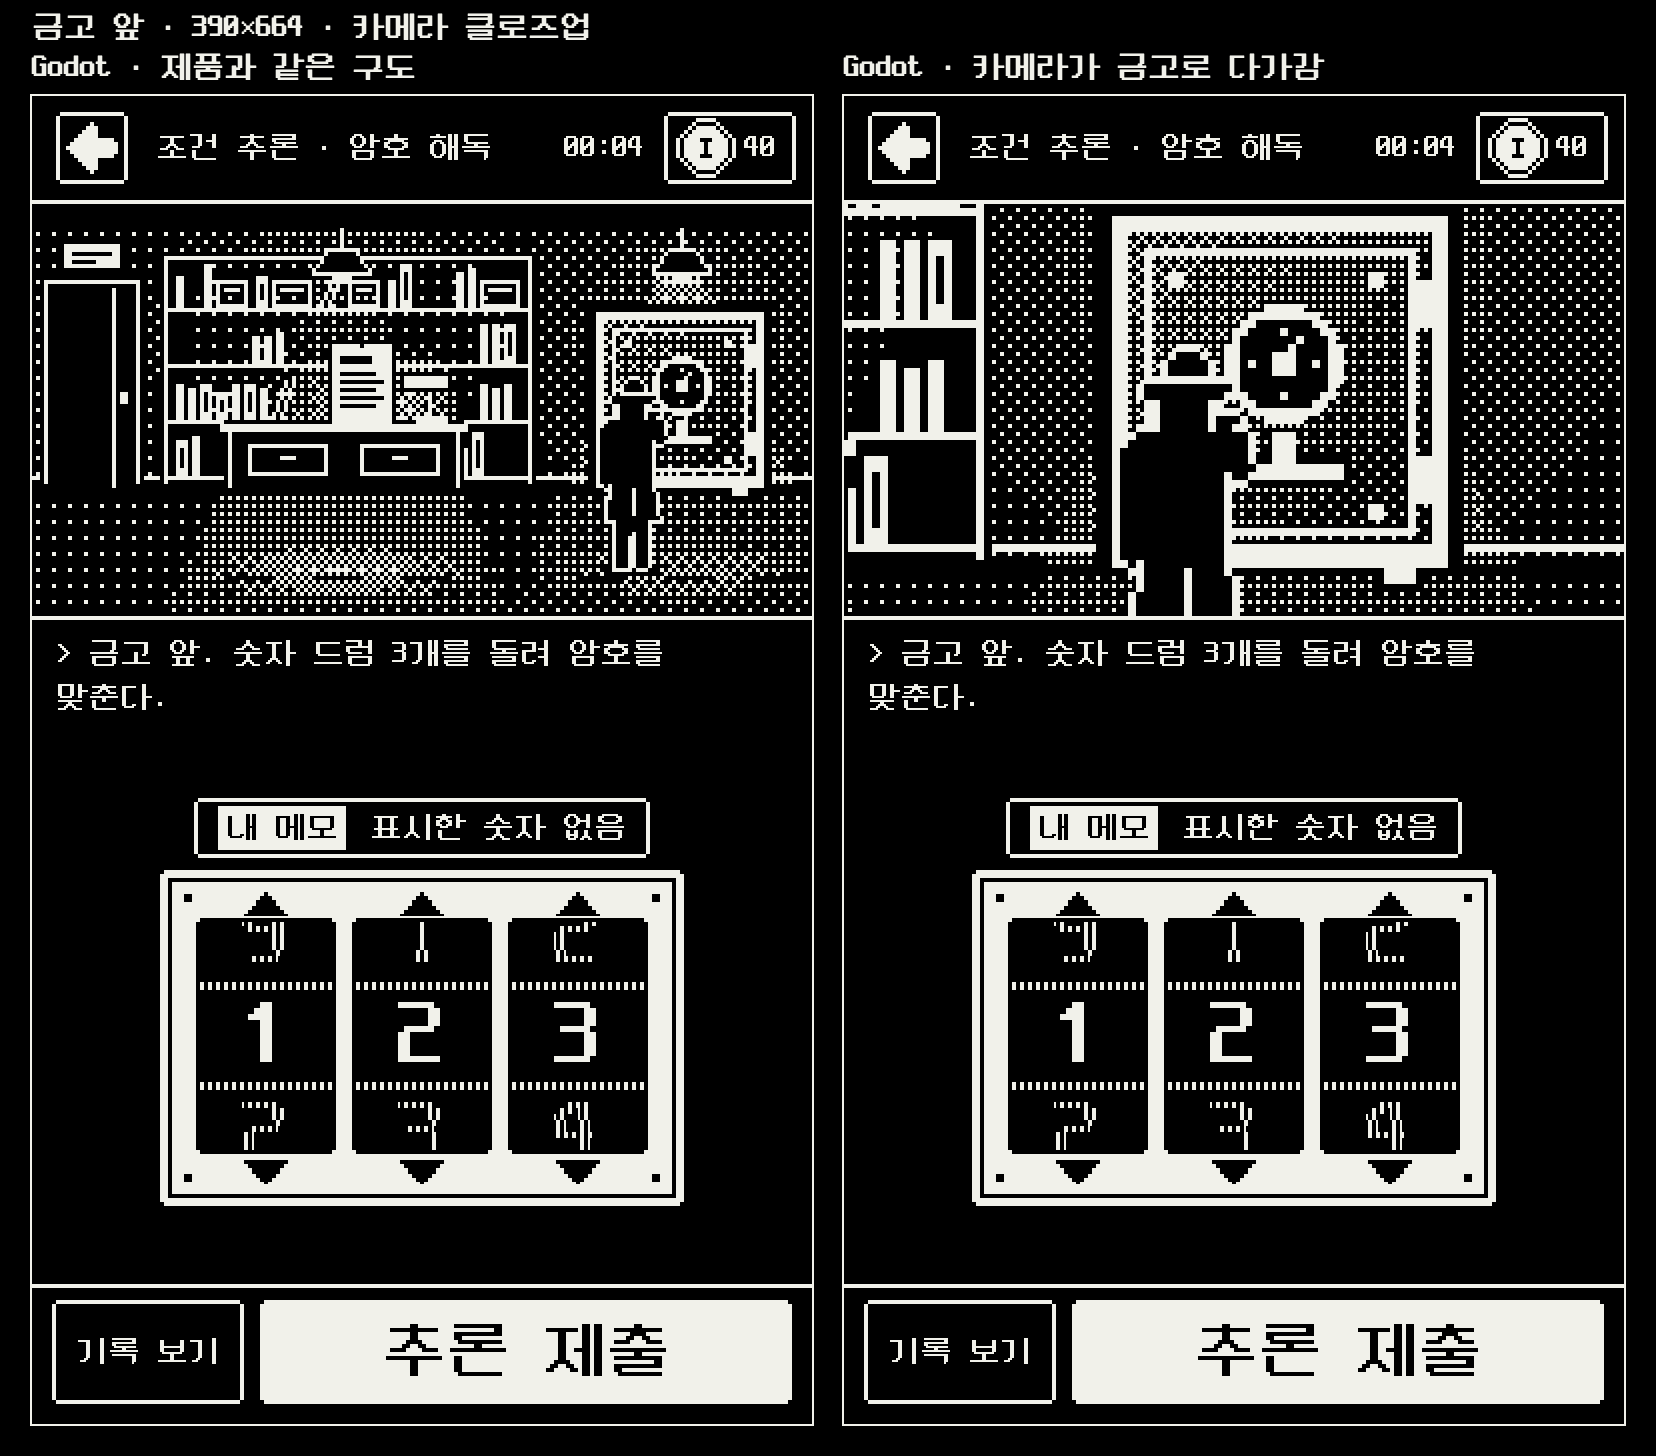 금고 앞 · 390×664 · 카메라 클로즈업
Godot · 제품과 같은 구도
조건 추론 · 암호 해독 00:04 I 40
> 금고 앞. 숫자 드럼 3개를 돌려 암호를
맞춘다.
내 메모 표시한 숫자 없음
1 2 3
기록 보기 추론 제출
Godot · 카메라가 금고로 다가감
조건 추론 · 암호 해독 00:04 I 40
> 금고 앞. 숫자 드럼 3개를 돌려 암호를
맞춘다.
내 메모 표시한 숫자 없음
1 2 3
기록 보기 추론 제출